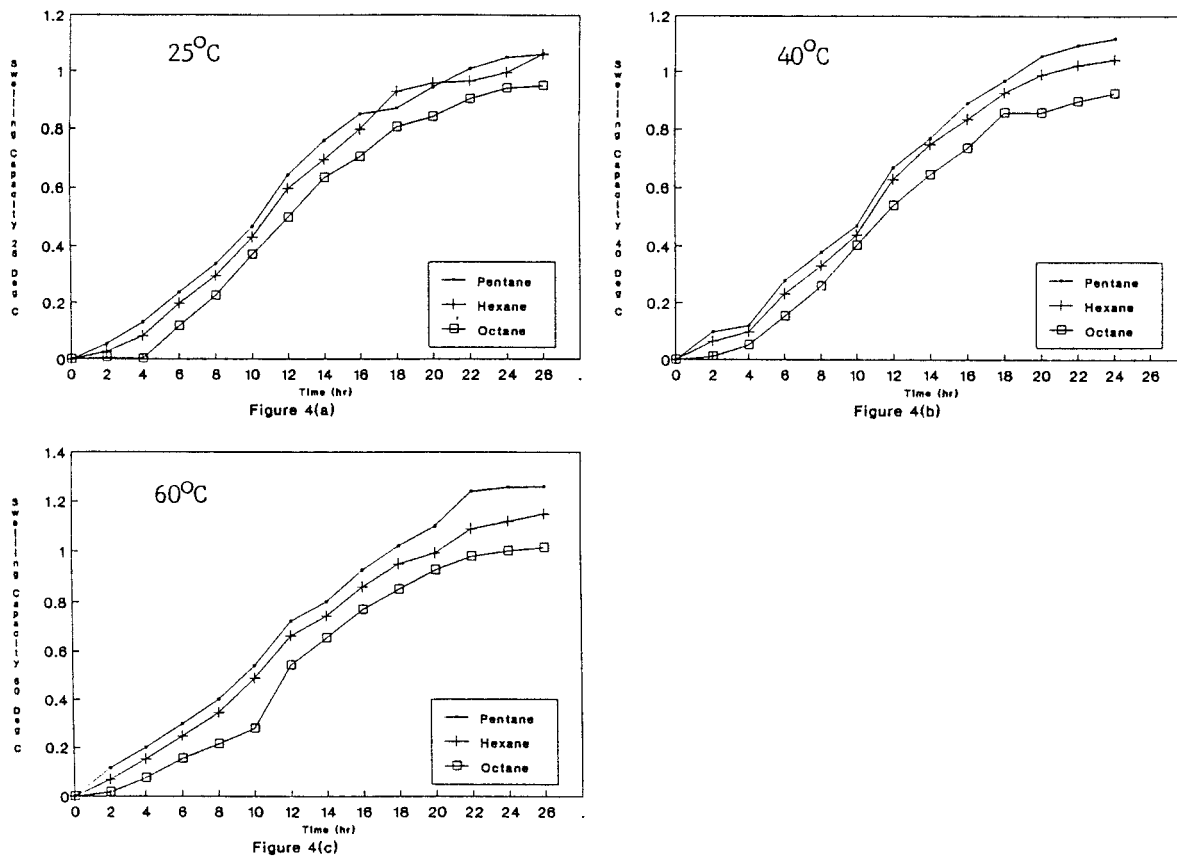 25°C
Swelling Capacity 25 Deg C
1.2
1
0.8
0.6
0.4
0.2
0
0 2 4 6 8 10 12 14 16 18 20 22 24 26
Time (hr)
Pentane
Hexane
Octane
Figure 4(a)
40°C
Swelling Capacity 40 Deg C
1.2
1
0.8
0.6
0.4
0.2
0
0 2 4 6 8 10 12 14 16 18 20 22 24 26
Time (hr)
Pentane
Hexane
Octane
Figure 4(b)
60°C
Swelling Capacity 60 Deg C
1.4
1.2
1
0.8
0.6
0.4
0.2
0
0 2 4 6 8 10 12 14 16 18 20 22 24 26
Time (hr)
Pentane
Hexane
Octane
Figure 4(c)